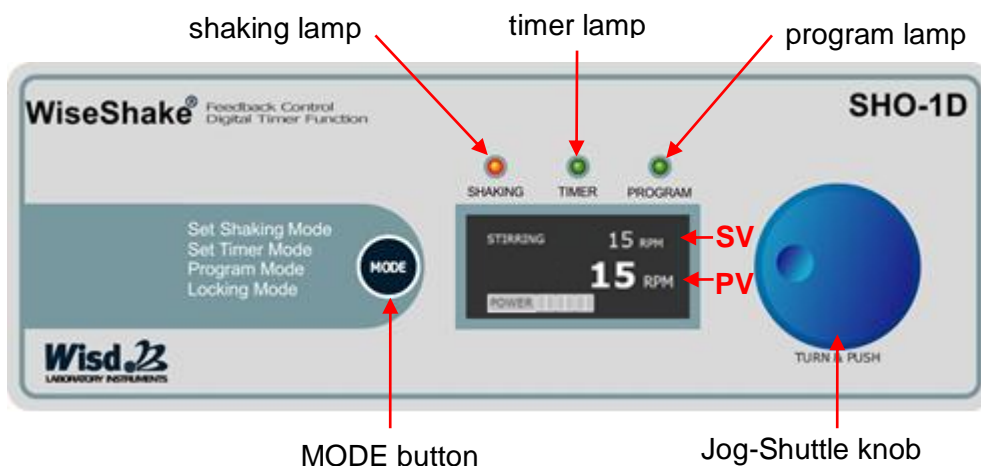 shaking lamp
timer lamp
program lamp
WiseShake® Feedback Control
Digital Timer Function
SHO-1D
SHAKING TIMER PROGRAM
Set Shaking Mode
Set Timer Mode
Program Mode
Locking Mode
MODE
STIRRING 15 RPM
SV
15 RPM
PV
POWER
Wisd.23
LABORATORY INSTRUMENTS
TURN & PUSH
MODE button
Jog-Shuttle knob